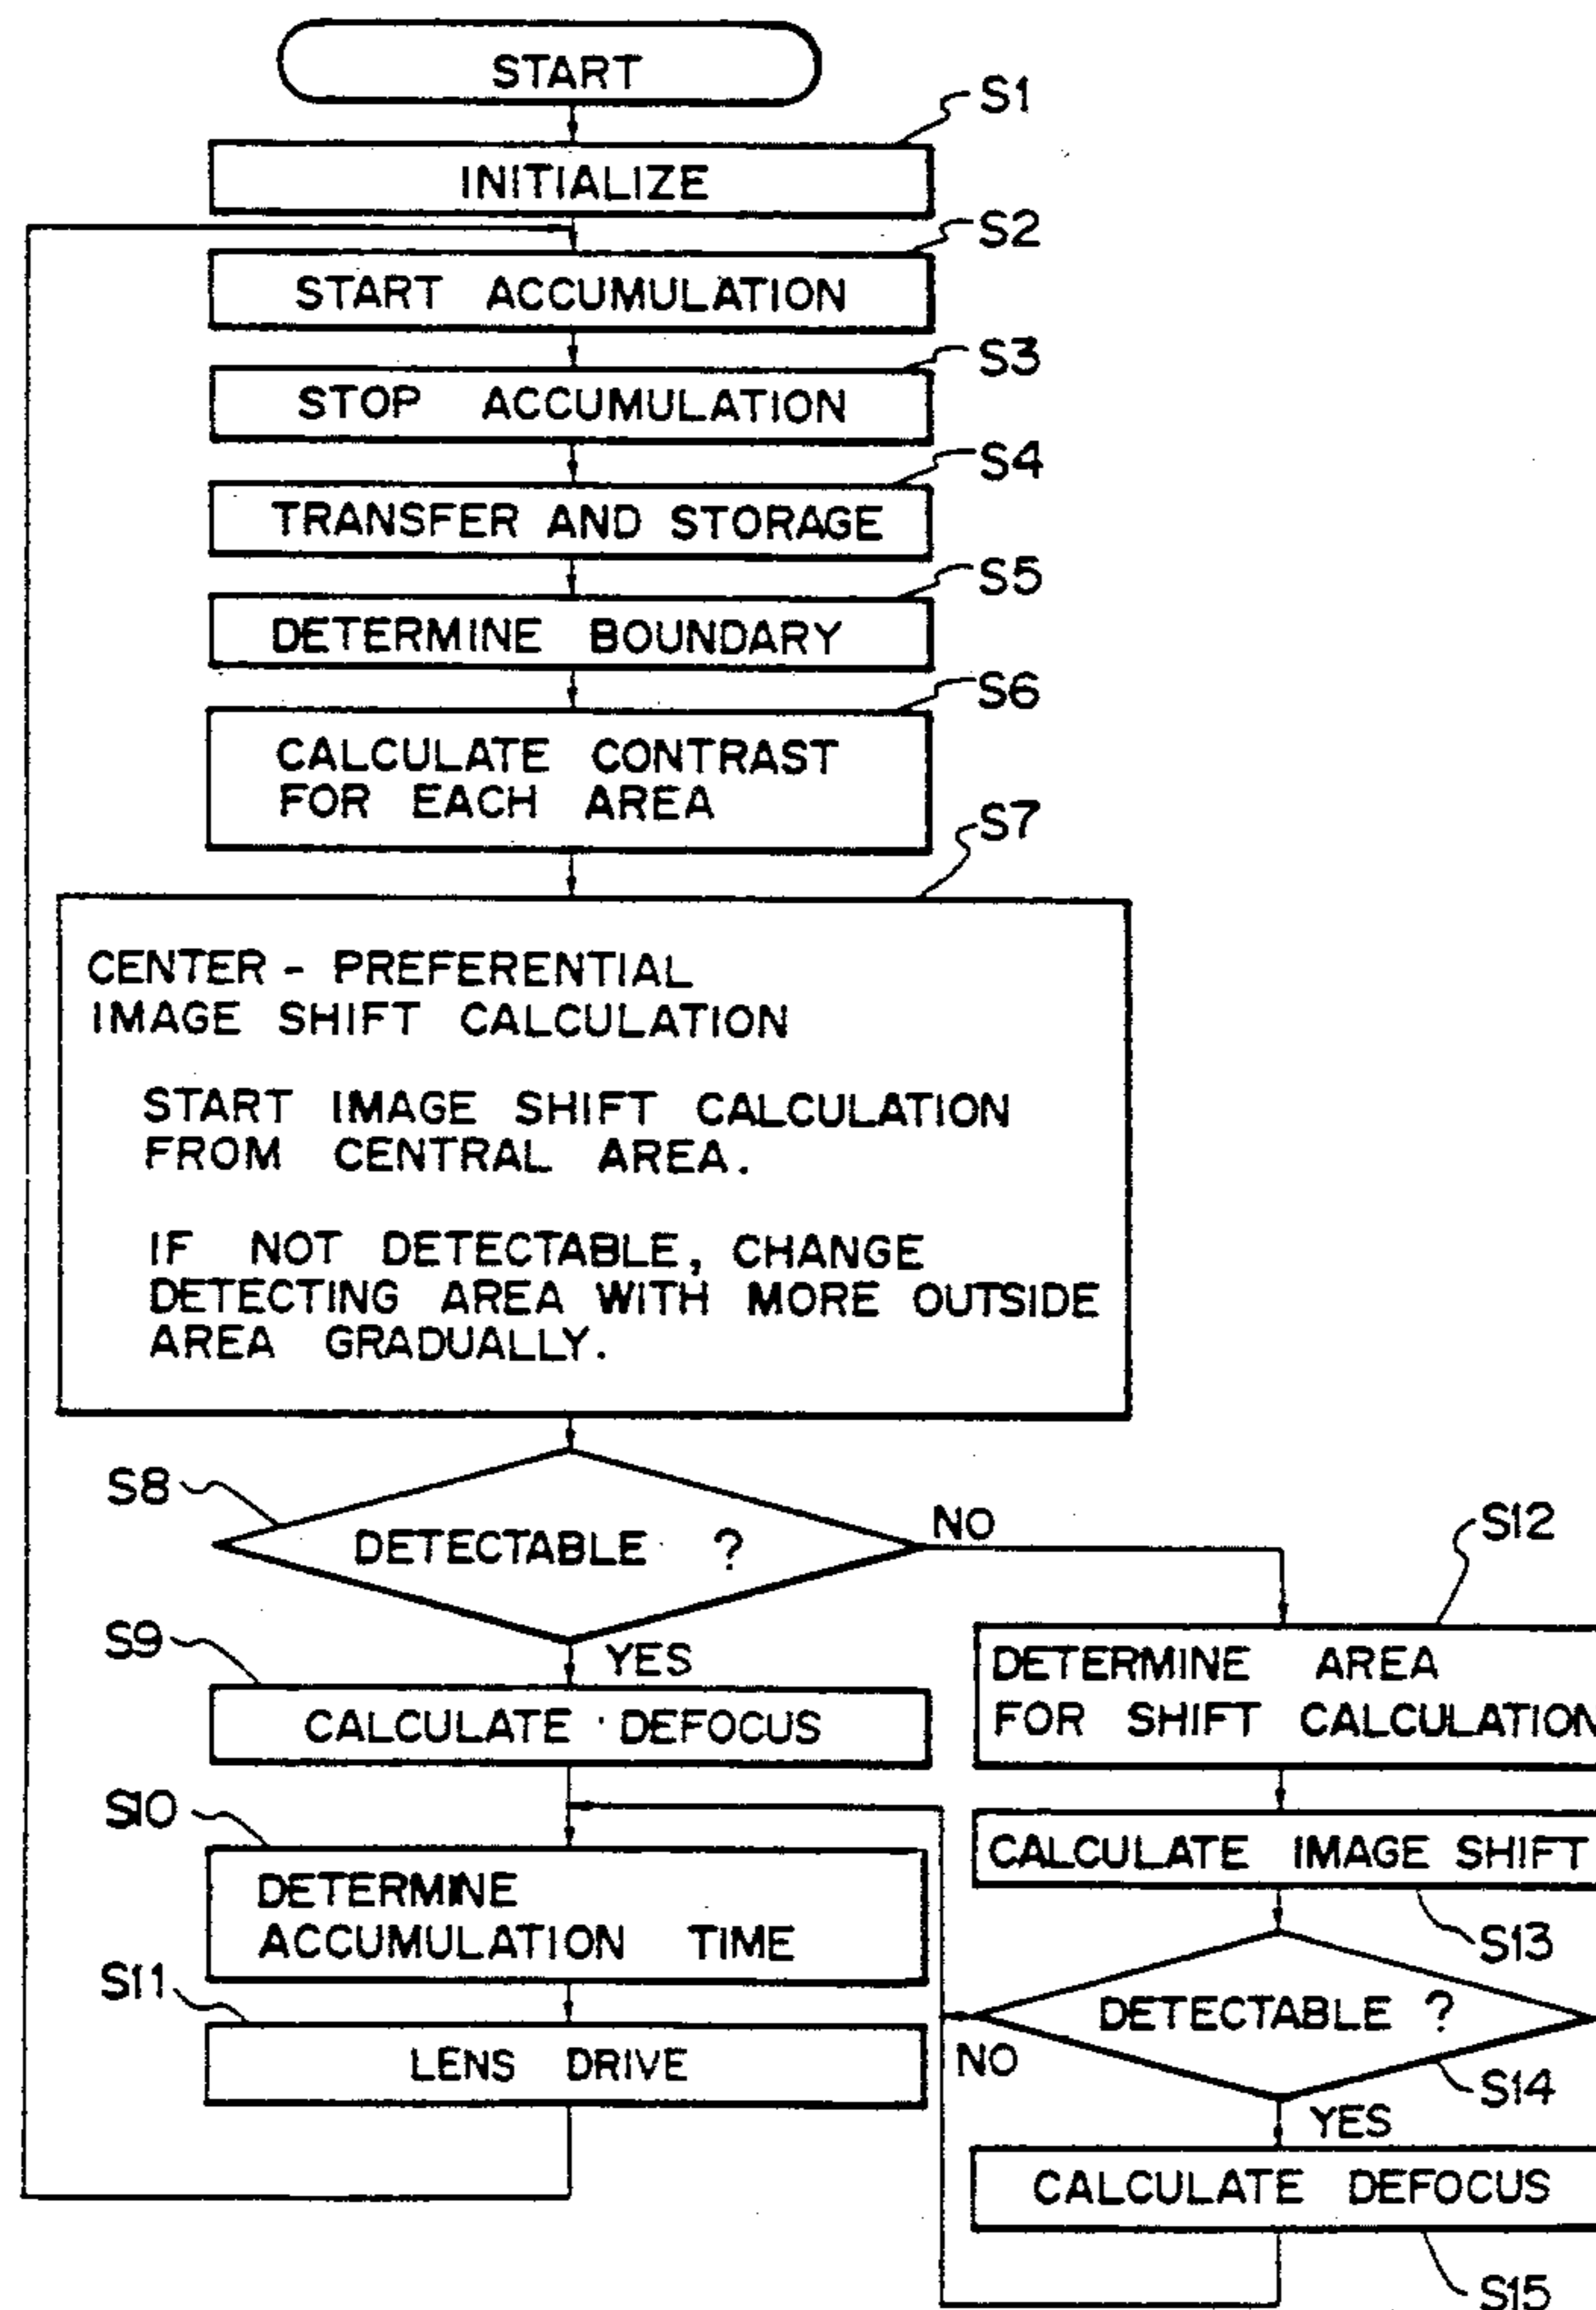 START
S1
INITIALIZE
S2
START ACCUMULATION
S3
STOP ACCUMULATION
S4
TRANSFER AND STORAGE
S5
DETERMINE BOUNDARY
S6
CALCULATE CONTRAST
FOR EACH AREA
S7
CENTER - PREFERENTIAL
IMAGE SHIFT CALCULATION
START IMAGE SHIFT CALCULATION
FROM CENTRAL AREA.
IF NOT DETECTABLE, CHANGE
DETECTING AREA WITH MORE OUTSIDE
AREA GRADUALLY.
S8
DETECTABLE ?
NO
YES
S9
CALCULATE DEFOCUS
S10
DETERMINE
ACCUMULATION TIME
S11
LENS DRIVE
S12
DETERMINE AREA
FOR SHIFT CALCULATION
CALCULATE IMAGE SHIFT
S13
DETECTABLE ?
NO
S14
YES
CALCULATE DEFOCUS
S15